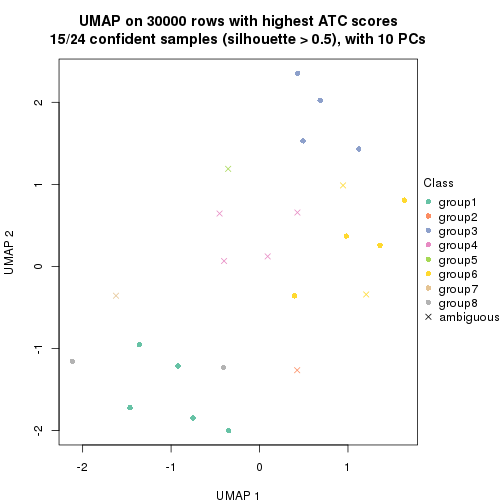 UMAP on 30000 rows with highest ATC scores
15/24 confident samples (silhouette > 0.5), with 10 PCs
UMAP 2
2
1
0
-1
-2
-2
-1
0
1
UMAP 1
Class
group1
group2
group3
group4
group5
group6
group7
group8
ambiguous